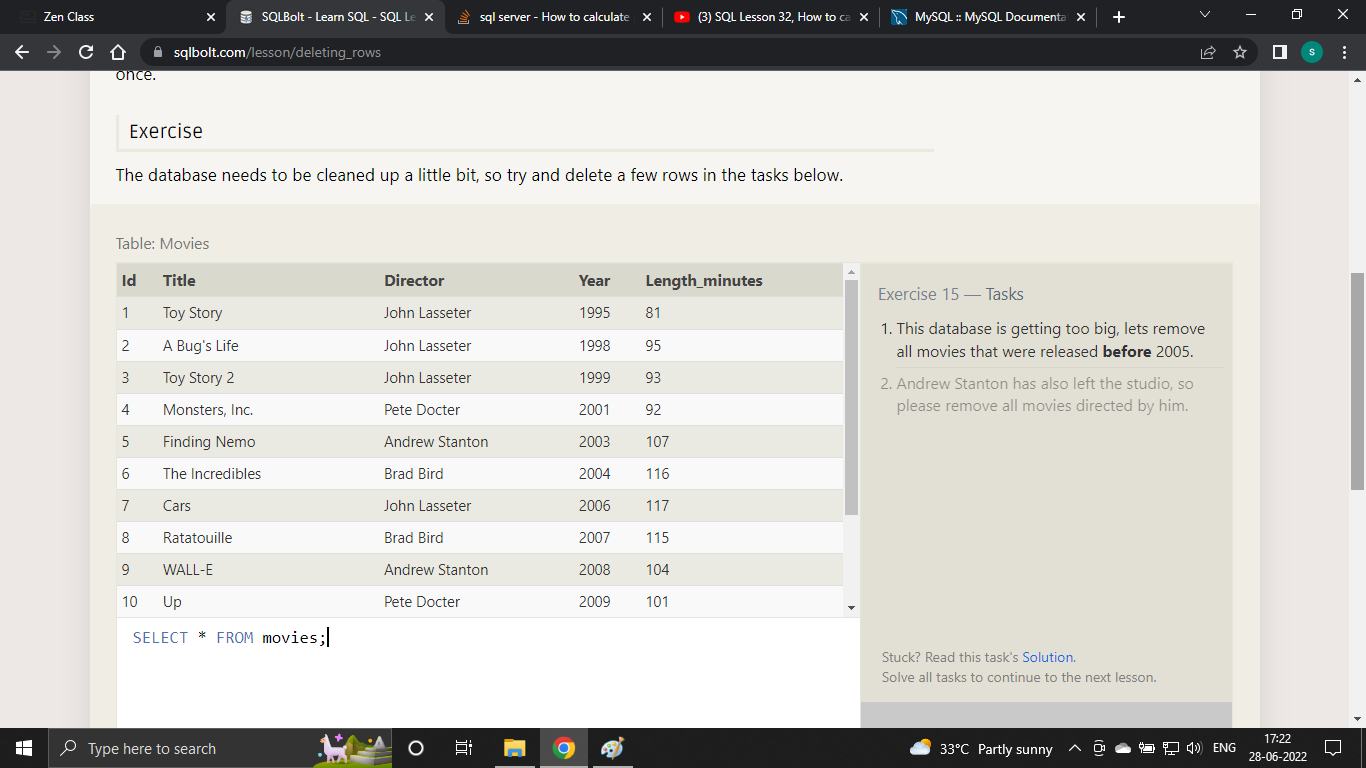 Zen Class
SQLBolt - Learn SQL - SQL Le
sql server - How to calculate
(3) SQL Lesson 32, How to ca
MySQL :: MySQL Documenta
sqlbolt.com/lesson/deleting_rows
S
once.
Exercise
The database needs to be cleaned up a little bit, so try and delete a few rows in the tasks below.
Table: Movies
Id Title Director Year Length_minutes
1 Toy Story John Lasseter 1995 81
2 A Bug's Life John Lasseter 1998 95
3 Toy Story 2 John Lasseter 1999 93
4 Monsters, Inc. Pete Docter 2001 92
5 Finding Nemo Andrew Stanton 2003 107
6 The Incredibles Brad Bird 2004 116
7 Cars John Lasseter 2006 117
8 Ratatouille Brad Bird 2007 115
9 WALL-E Andrew Stanton 2008 104
10 Up Pete Docter 2009 101
SELECT * FROM movies;
Exercise 15 — Tasks
1. This database is getting too big, lets remove
all movies that were released before 2005.
2. Andrew Stanton has also left the studio, so
please remove all movies directed by him.
Stuck? Read this task's Solution.
Solve all tasks to continue to the next lesson.
Type here to search
33°C Partly sunny
ENG
17:22
28-06-2022